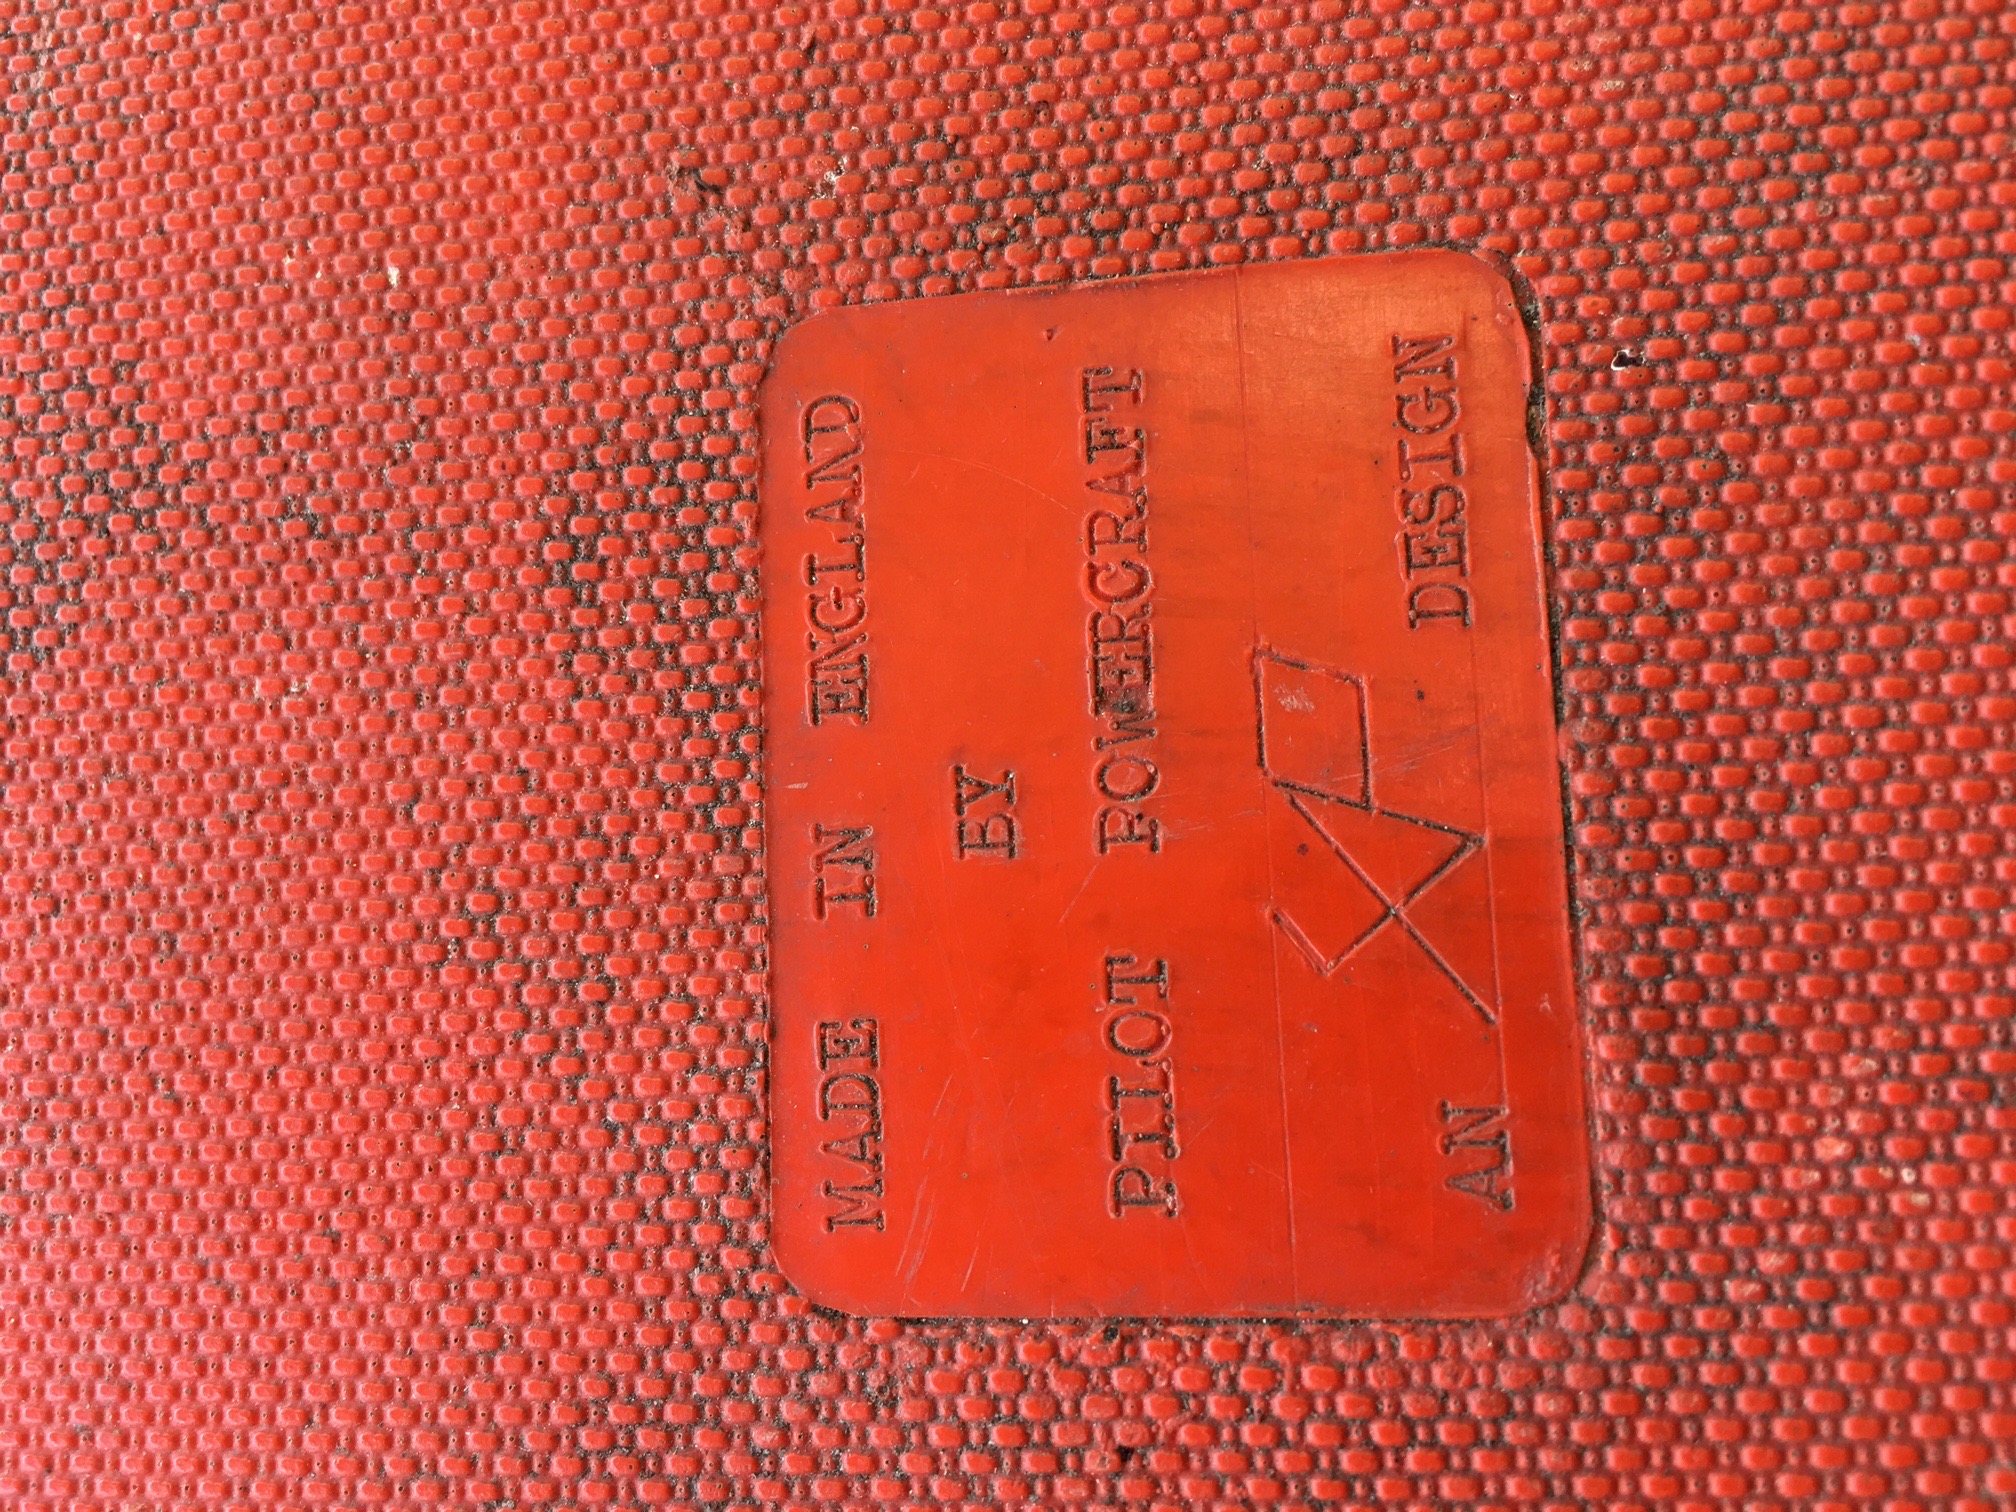 MADE IN ENGLAND
BY
PILOT POWERCRAFT
AN DESIGN